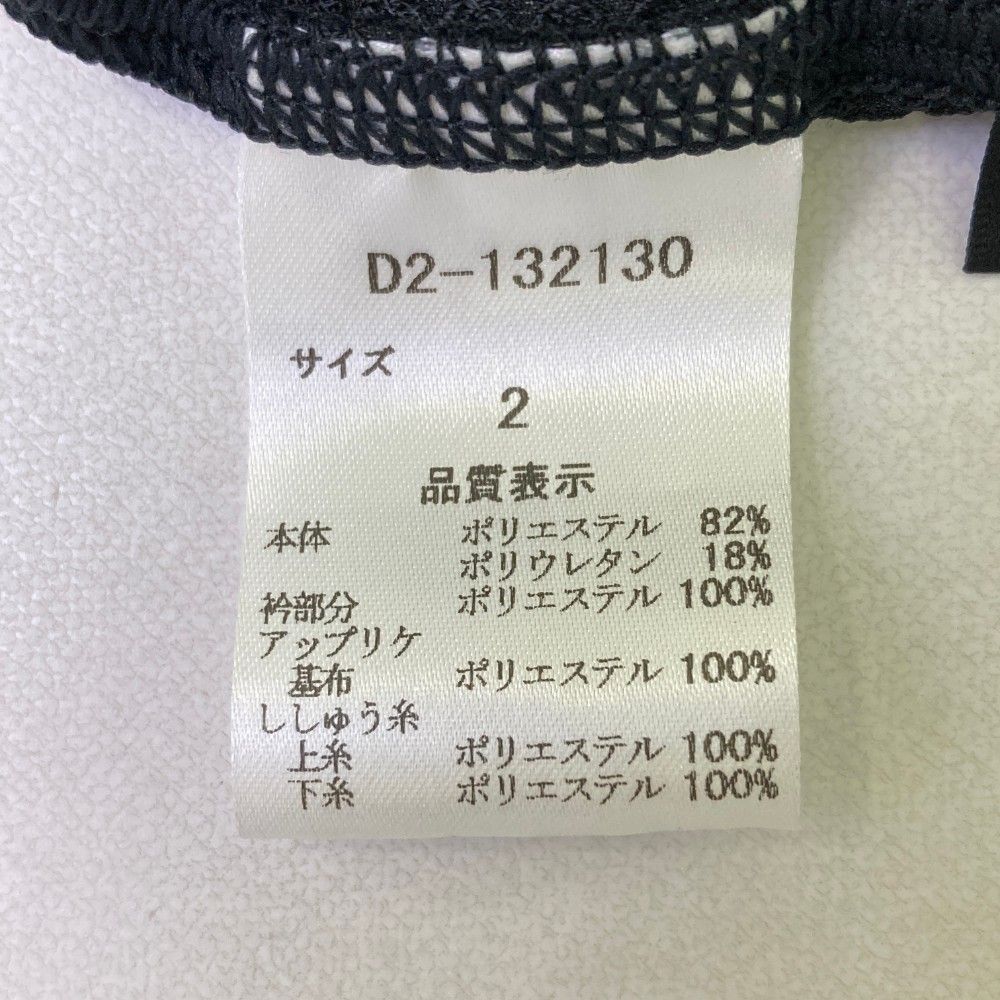 D2-132130
サイズ
2
品質表示
本体 ポリエステル 82%
ポリウレタン 18%
衿部分 ポリエステル 100%
アップリケ
基布 ポリエステル 100%
ししゅう糸
上糸 ポリエステル 100%
下糸 ポリエステル 100%